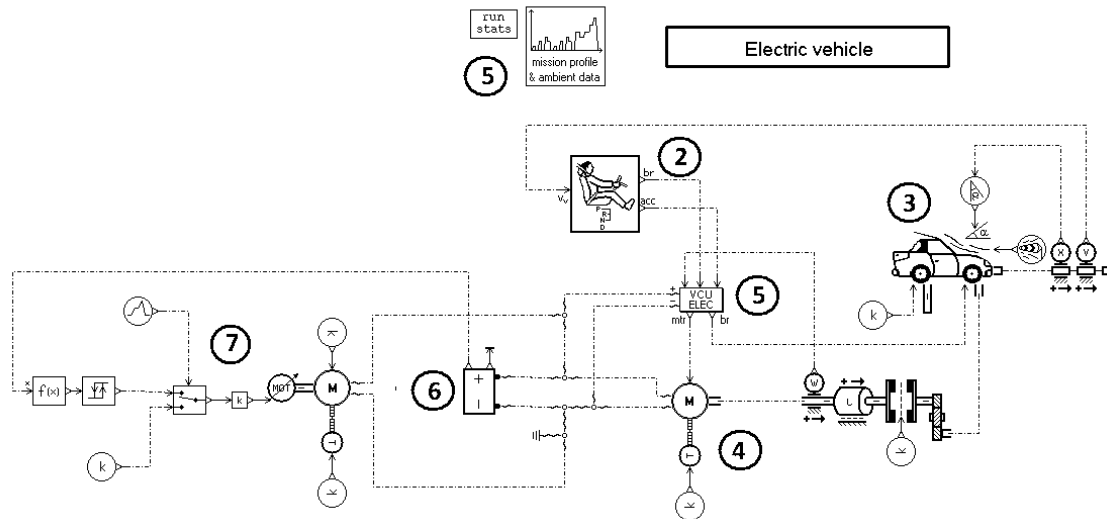 run
stats
mission profile
& ambient data
5
Electric vehicle
2
br
acc
Vv
P
R
N
D
3
α
X
V
VCU
ELEC
5
mtr
br
k
k
7
x
f(x)
k
MOT
M
6
+
M
W
k
T
T
4
k
k
k